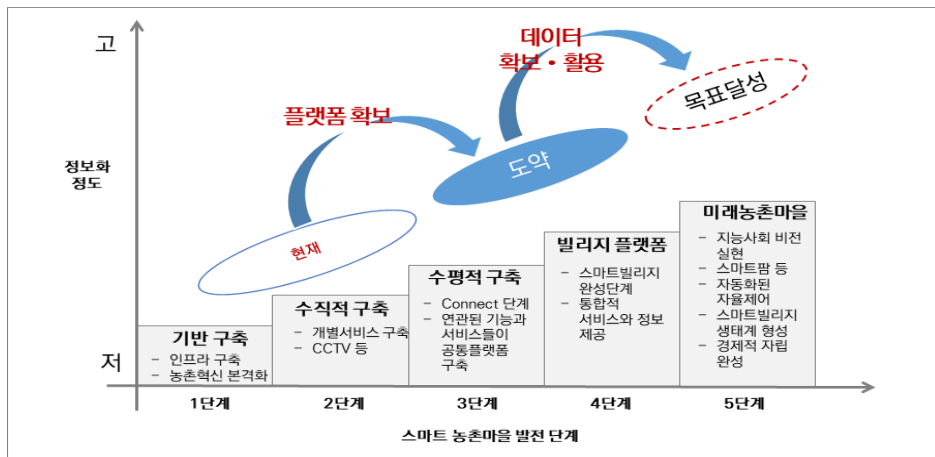 고
데이터
확보·활용
목표달성
플랫폼 확보
도약
정보화
정도
현재
미래농촌마을
- 지능사회 비전
실현
- 스마트팜 등
- 자동화된
자율제어
- 스마트빌리지
생태계 형성
- 경제적 자립
완성
빌리지 플랫폼
- 스마트빌리지
완성단계
- 통합적
서비스와 정보
제공
수평적 구축
- Connect 단계
- 연관된 기능과
서비스들이
공통플랫폼
구축
수직적 구축
- 개별서비스 구축
- CCTV 등
기반 구축
- 인프라 구축
- 농촌혁신 본격화
저
1단계
2단계
3단계
4단계
5단계
스마트 농촌마을 발전 단계